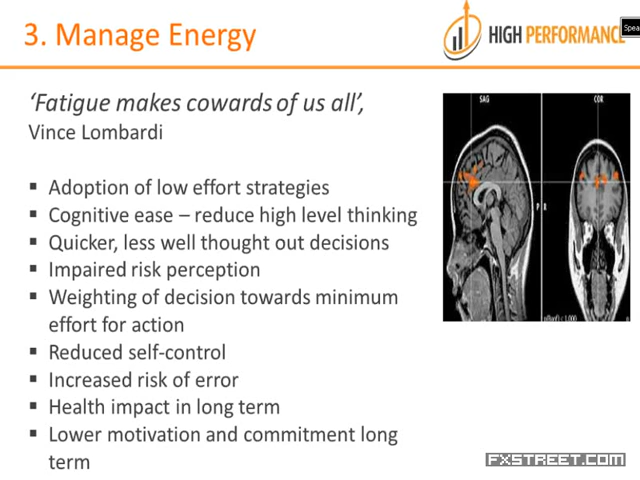 3. Manage Energy
HIGH PERFORMANCE
Spea
'Fatigue makes cowards of us all',
Vince Lombardi
▪ Adoption of low effort strategies
▪ Cognitive ease – reduce high level thinking
▪ Quicker, less well thought out decisions
▪ Impaired risk perception
▪ Weighting of decision towards minimum
effort for action
▪ Reduced self-control
▪ Increased risk of error
▪ Health impact in long term
▪ Lower motivation and commitment long
term
SAG
COR
P
R
FXSTREET.COM